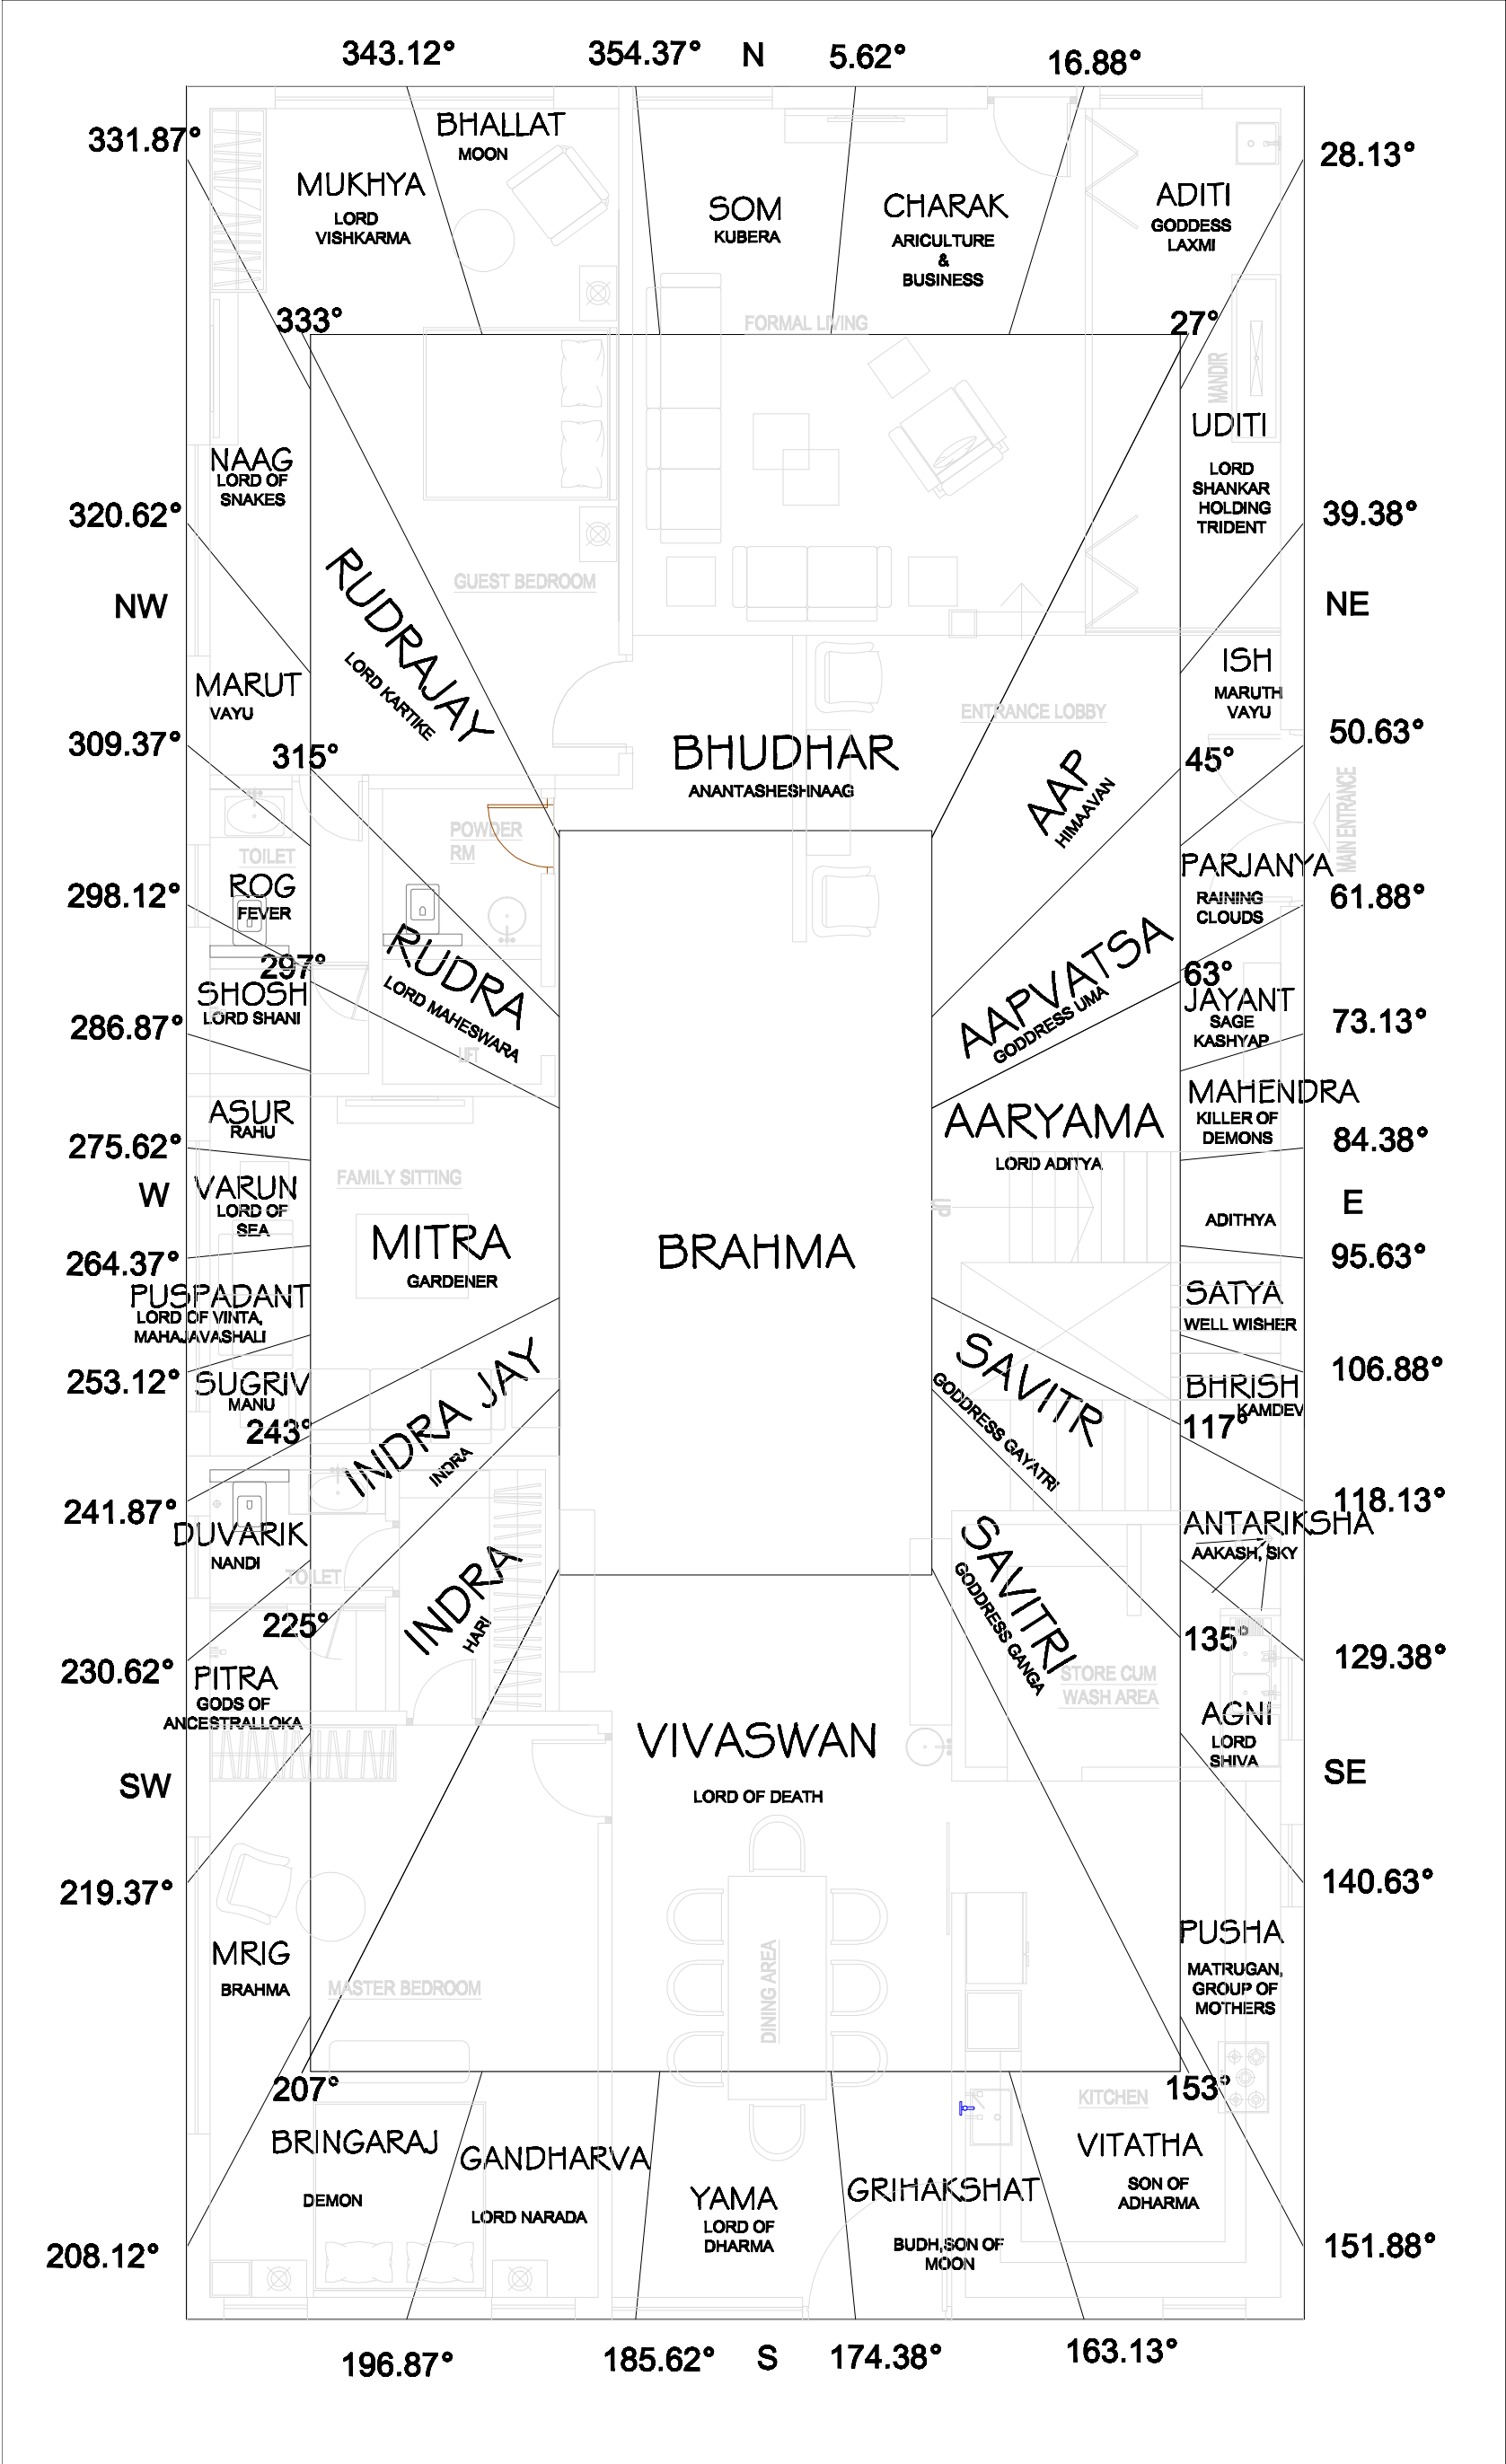 343.12°
354.37°
N
5.62°
16.88°
331.87°
28.13°
BHALLAT
MOON
MUKHYA
LORD
VISHKARMA
SOM
KUBERA
CHARAK
ARICULTURE
&
BUSINESS
ADITI
GODDESS
LAXMI
333°
FORMAL LIVING
27°
MANDIR
UDITI
LORD
SHANKAR
HOLDING
TRIDENT
NAAG
LORD OF
SNAKES
320.62°
39.38°
NW
NE
RUDRAJAY
LORD KARTIKE
GUEST BEDROOM
ISH
MARUTH
VAYU
MARUT
VAYU
ENTRANCE LOBBY
309.37°
50.63°
315°
45°
BHUDHAR
ANANTASHESHNAAG
AAP
HIMAAVAN
MAIN ENTRANCE
POWDER
RM
TOILET
ROG
FEVER
PARJANYA
RAINING
CLOUDS
298.12°
61.88°
RUDRA
LORD MAHESWARA
AAPVATSA
GODDRESS UMA
297°
63°
SHOSH
LORD SHANI
JAYANT
SAGE
KASHYAP
286.87°
73.13°
LIFT
ASUR
RAHU
AARYAMA
LORD ADITYA
MAHENDRA
KILLER OF
DEMONS
275.62°
84.38°
FAMILY SITTING
W
VARUN
LORD OF
SEA
UP
ADITHYA
E
MITRA
GARDENER
BRAHMA
264.37°
95.63°
PUSPADANT
LORD OF VINTA,
MAHAJAVASHALI
SATYA
WELL WISHER
253.12°
106.88°
SUGRIV
MANU
INDRA JAY
INDRA
SAVITR
GODDRESS GAYATRI
BHRISH
KAMDEV
243°
117°
241.87°
118.13°
DUVARIK
NANDI
ANTARIKSHA
AAKASH, SKY
TOILET
INDRA
HARI
SAVITRI
GODDRESS GANGA
225°
135°
230.62°
129.38°
PITRA
GODS OF
ANCESTRALLOKA
STORE CUM
WASH AREA
AGNI
LORD
SHIVA
VIVASWAN
LORD OF DEATH
SW
SE
219.37°
140.63°
MRIG
BRAHMA
MASTER BEDROOM
DINING AREA
PUSHA
MATRUGAN,
GROUP OF
MOTHERS
207°
153°
KITCHEN
BRINGARAJ
DEMON
GANDHARVA
LORD NARADA
YAMA
LORD OF
DHARMA
GRIHAKSHAT
BUDH,SON OF
MOON
VITATHA
SON OF
ADHARMA
208.12°
151.88°
196.87°
185.62°
S
174.38°
163.13°